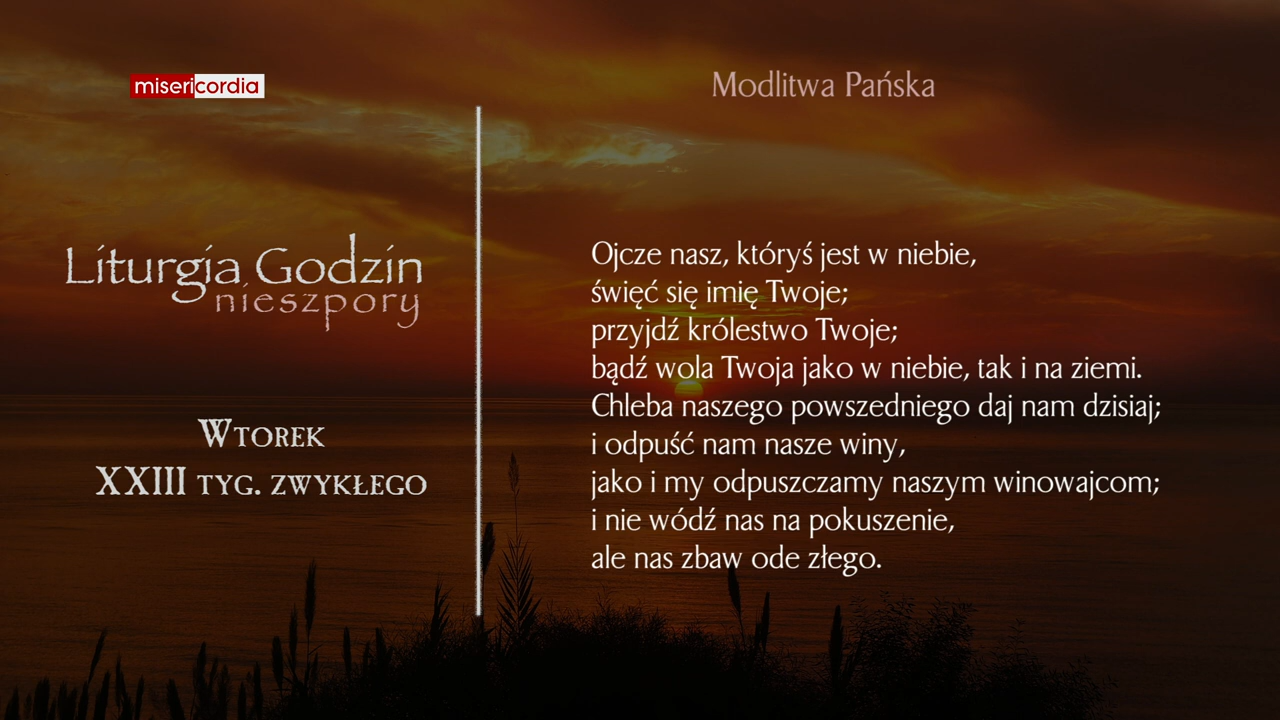 misericordia
Liturgia Godzin
nieszpory
Wtorek
XXIII tyg. zwykłego
Modlitwa Pańska
Ojcze nasz, któryś jest w niebie,
święć się imię Twoje;
przyjdź królestwo Twoje;
bądź wola Twoja jako w niebie, tak i na ziemi.
Chleba naszego powszedniego daj nam dzisiaj;
i odpuść nam nasze winy,
jako i my odpuszczamy naszym winowajcom;
i nie wódź nas na pokuszenie,
ale nas zbaw ode złego.